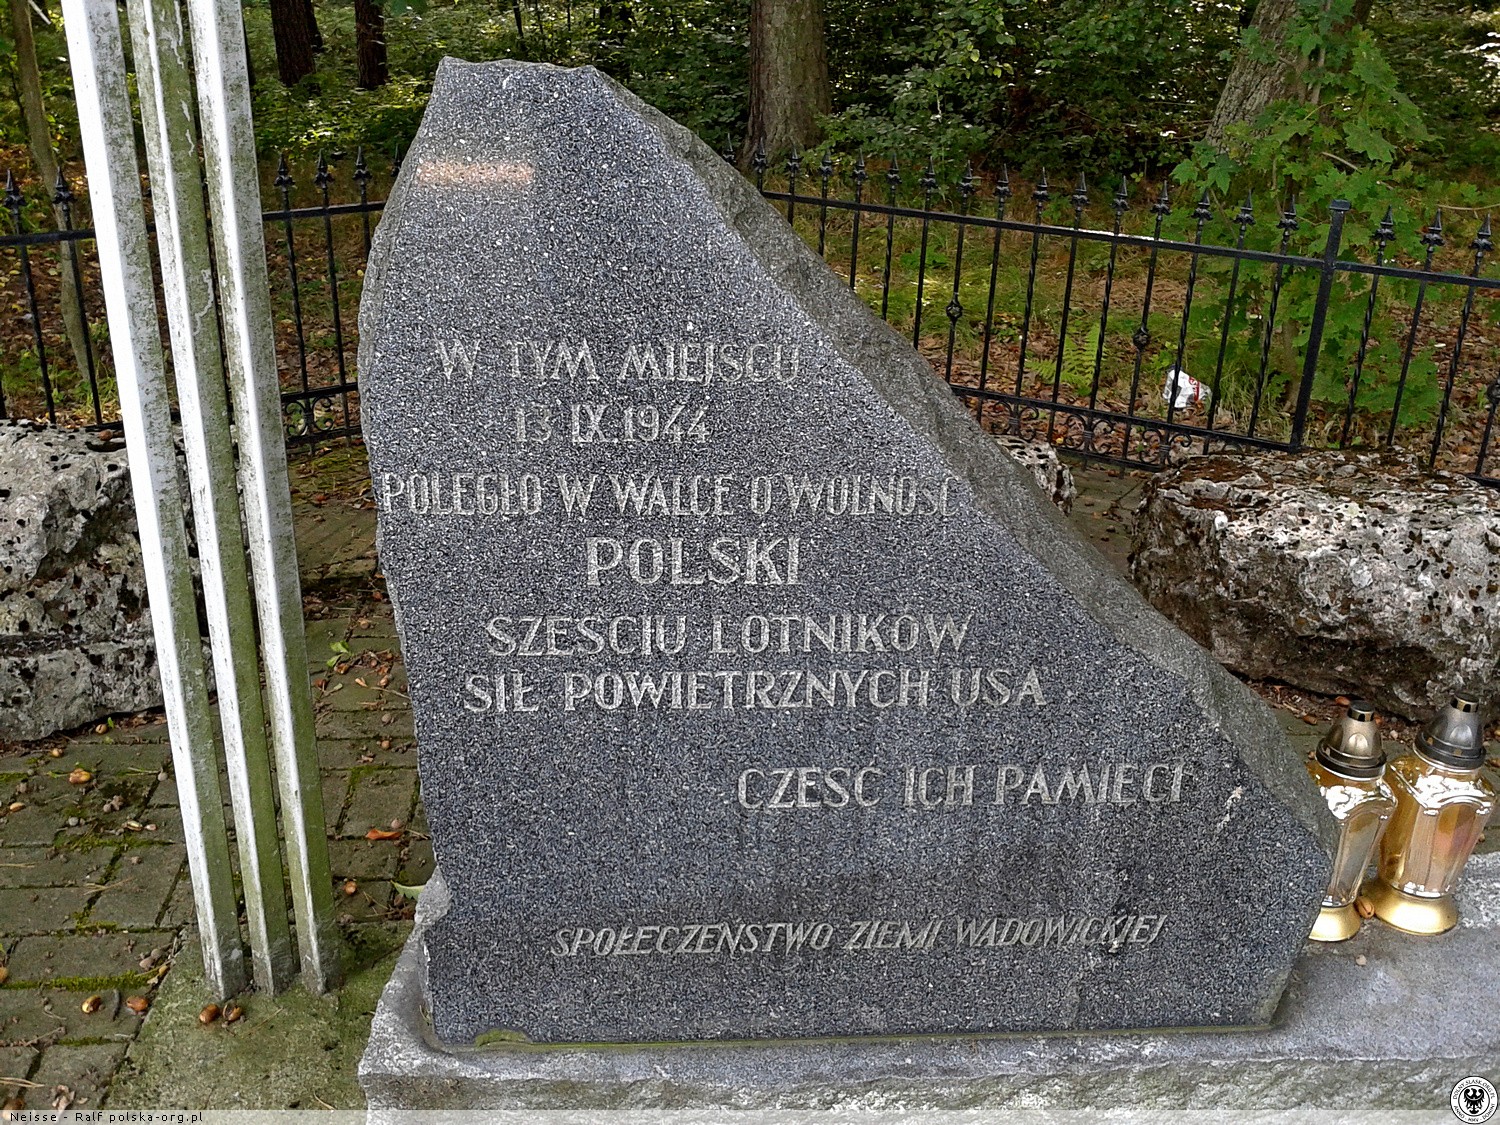 W TYM MIEJSCU
13 IX.1944
POLEGŁO W WALCE O WOLNOŚĆ
POLSKI
SZEŚCIU LOTNIKÓW
SIŁ POWIETRZNYCH USA
CZEŚĆ ICH PAMIĘCI
SPOŁECZEŃSTWO ZIEMI WADOWICKIEJ
Neisse - Ralf polska-org.pl